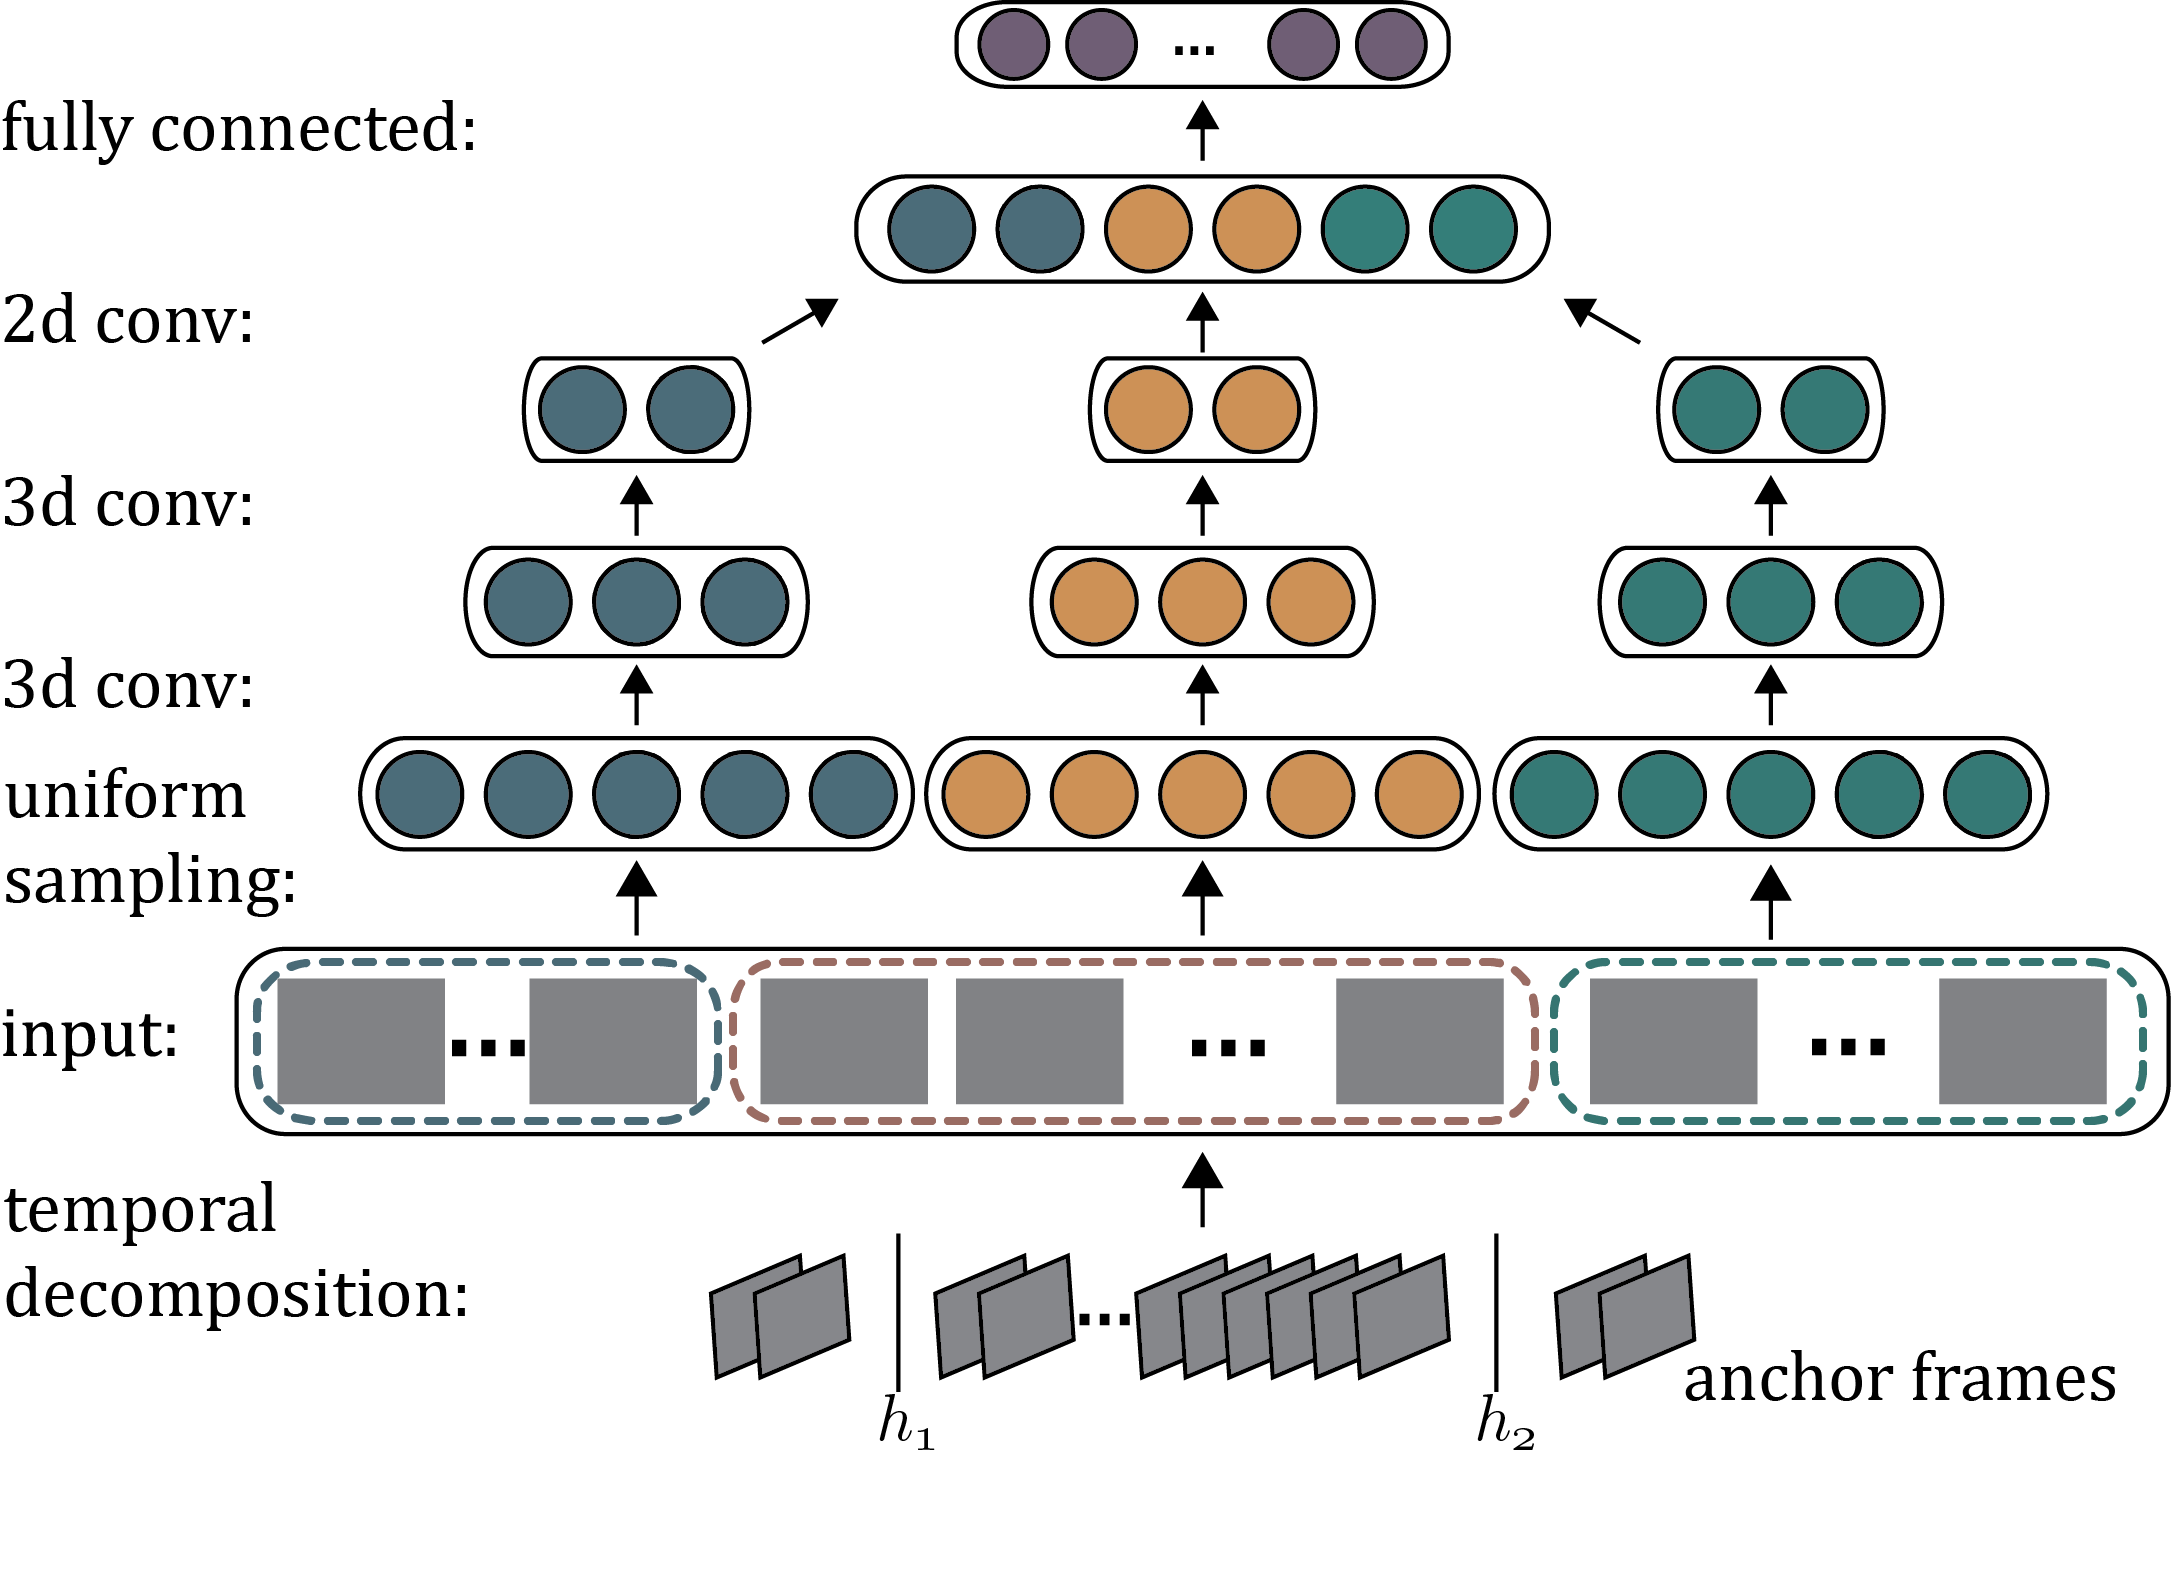 fully connected:
2d conv:
3d conv:
3d conv:
uniform
sampling:
input:
temporal
decomposition:
anchor frames
h₁
h₂